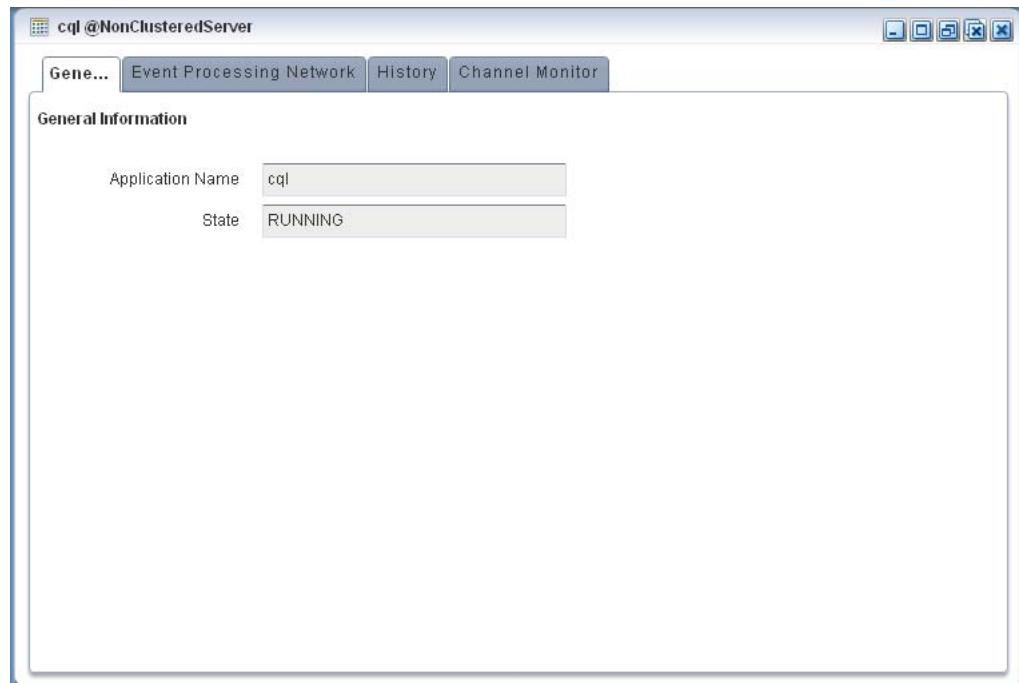 cql @NonClusteredServer
Gene... Event Processing Network History Channel Monitor
General Information
Application Name cql
State RUNNING